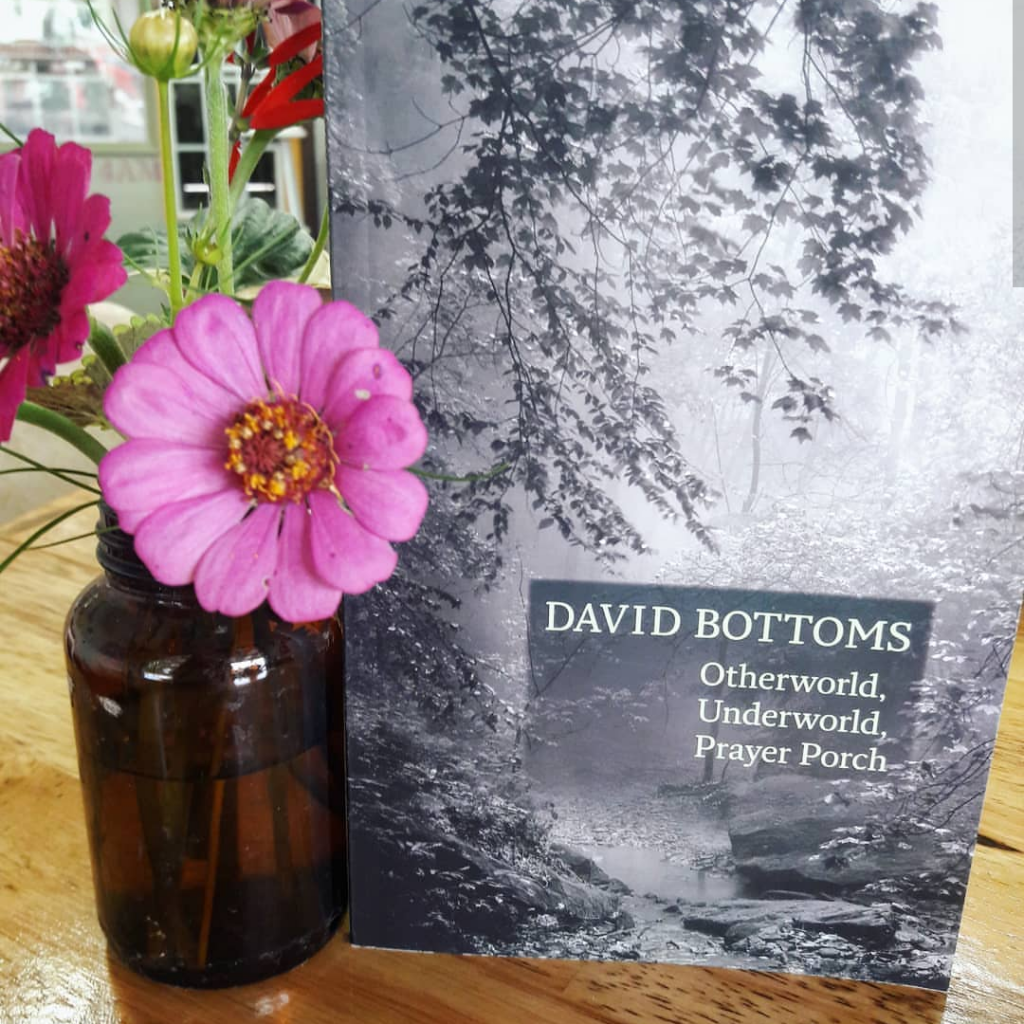 DAVID BOTTOMS
Otherworld,
Underworld,
Prayer Porch